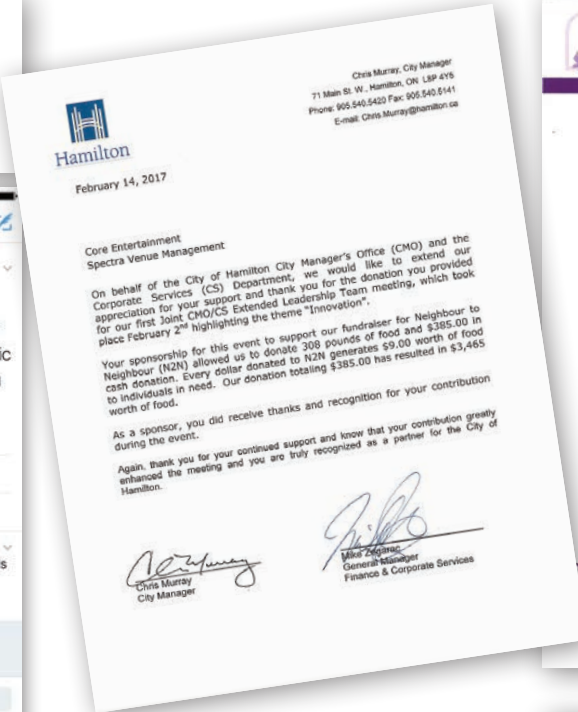 Chris Murray, City Manager
71 Main St. W., Hamilton, ON L8P 4Y5
Phone: 905.540.5420 Fax: 905.540.5141
E-mail: Chris.Murray@hamilton.ca
Hamilton
February 14, 2017
Core Entertainment
Spectra Venue Management
On behalf of the City of Hamilton City Manager's Office (CMO) and the
Corporate Services (CS) Department, we would like to extend our
appreciation for your support and thank you for the donation you provided
for our first Joint CMO/CS Extended Leadership Team meeting, which took
place February 2nd highlighting the theme "Innovation".
Your sponsorship for this event to support our fundraiser for Neighbour to
Neighbour (N2N) allowed us to donate 308 pounds of food and $385.00 in
cash donation. Every dollar donated to N2N generates $9.00 worth of food
to individuals in need. Our donation totaling $385.00 has resulted in $3,465
worth of food.
As a sponsor, you did receive thanks and recognition for your contribution
during the event.
Again, thank you for your continued support and know that your contribution greatly
enhanced the meeting and you are truly recognized as a partner for the City of
Hamilton.
Chris Murray
City Manager
Mike Zegarac
General Manager
Finance & Corporate Services
ic
s